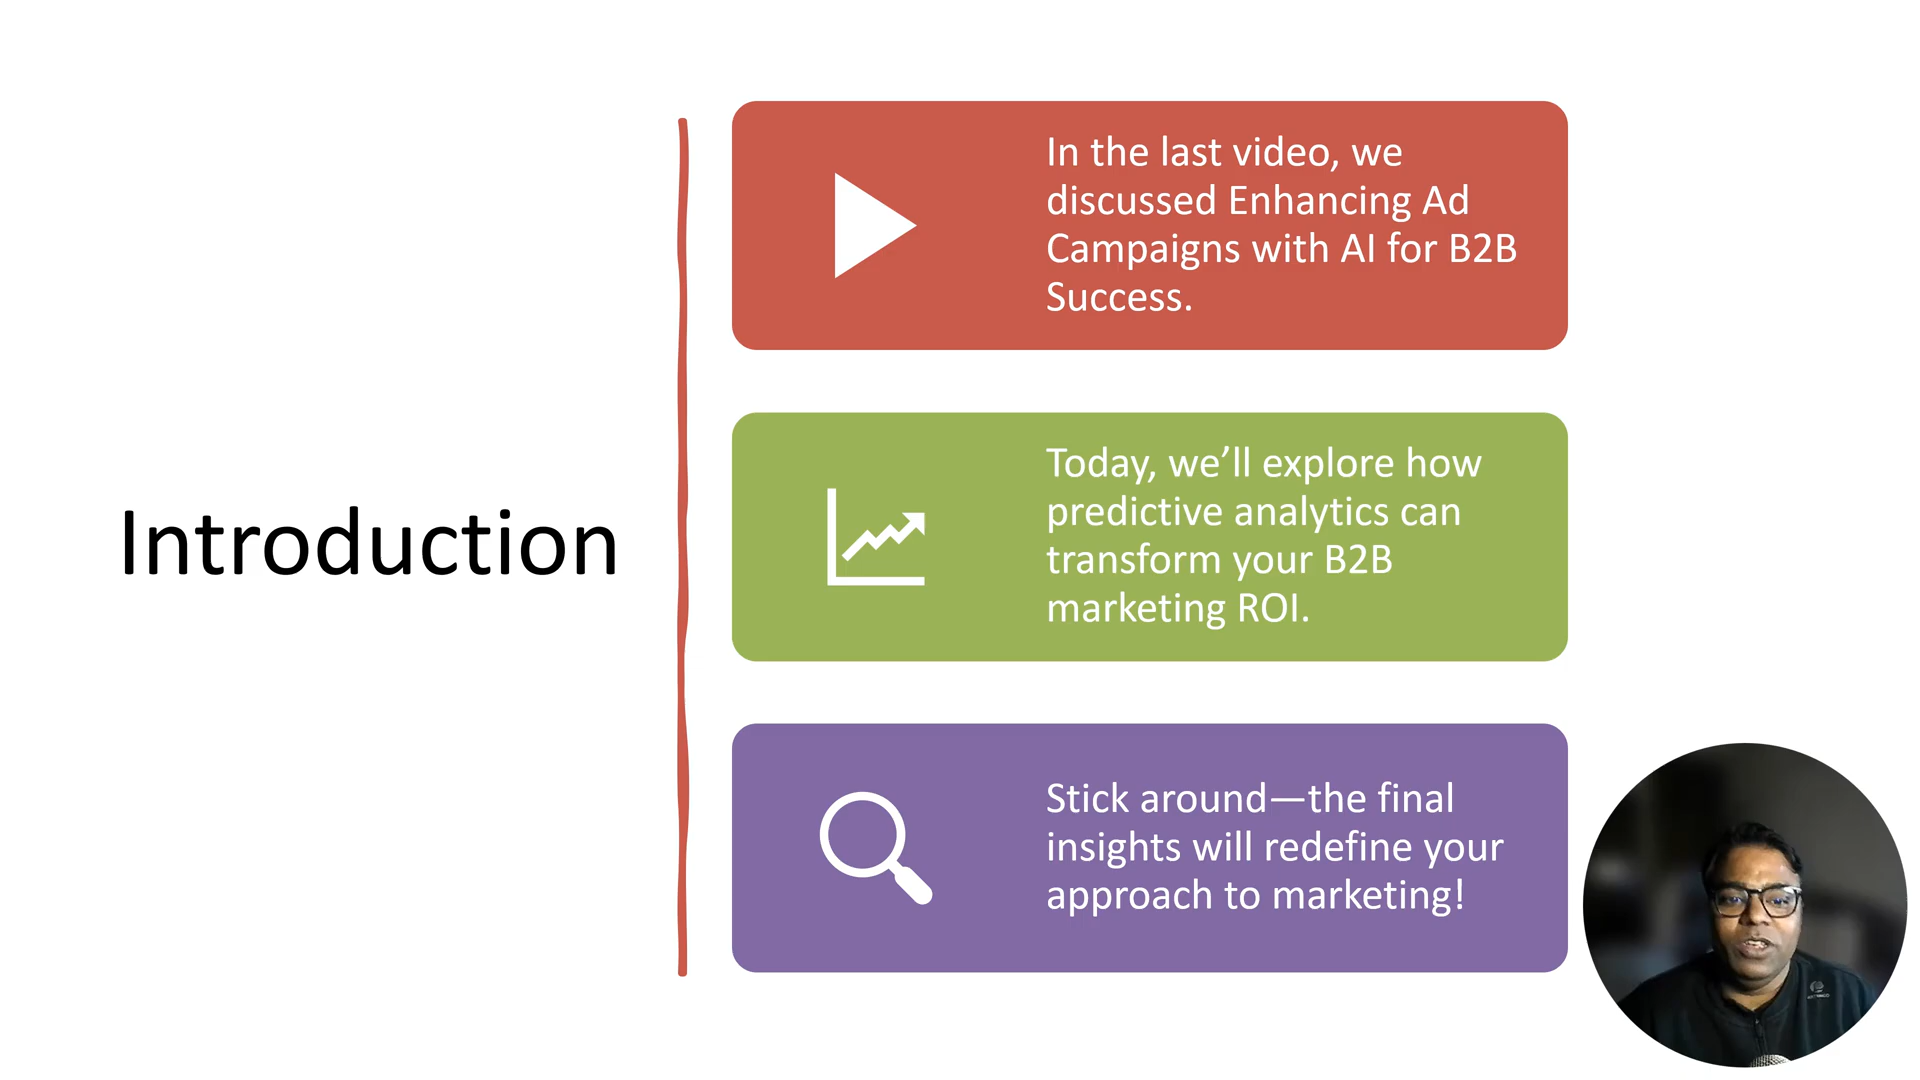 Introduction
In the last video, we
discussed Enhancing Ad
Campaigns with AI for B2B
Success.
Today, we’ll explore how
predictive analytics can
transform your B2B
marketing ROI.
Stick around—the final
insights will redefine your
approach to marketing!